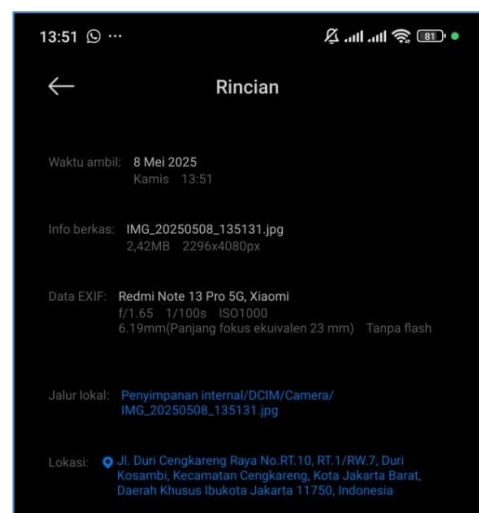 13:51 ... 81
Rincian
Waktu ambil: 8 Mei 2025
Kamis 13:51
Info berkas: IMG_20250508_135131.jpg
2,42MB 2296x4080px
Data EXIF: Redmi Note 13 Pro 5G, Xiaomi
f/1.65 1/100s ISO1000
6.19mm(Panjang fokus ekuivalen 23 mm) Tanpa flash
Jalur lokal: Penyimpanan internal/DCIM/Camera/
IMG_20250508_135131.jpg
Lokasi: Jl. Duri Cengkareng Raya No.RT.10, RT.1/RW.7, Duri
Kosambi, Kecamatan Cengkareng, Kota Jakarta Barat,
Daerah Khusus Ibukota Jakarta 11750, Indonesia